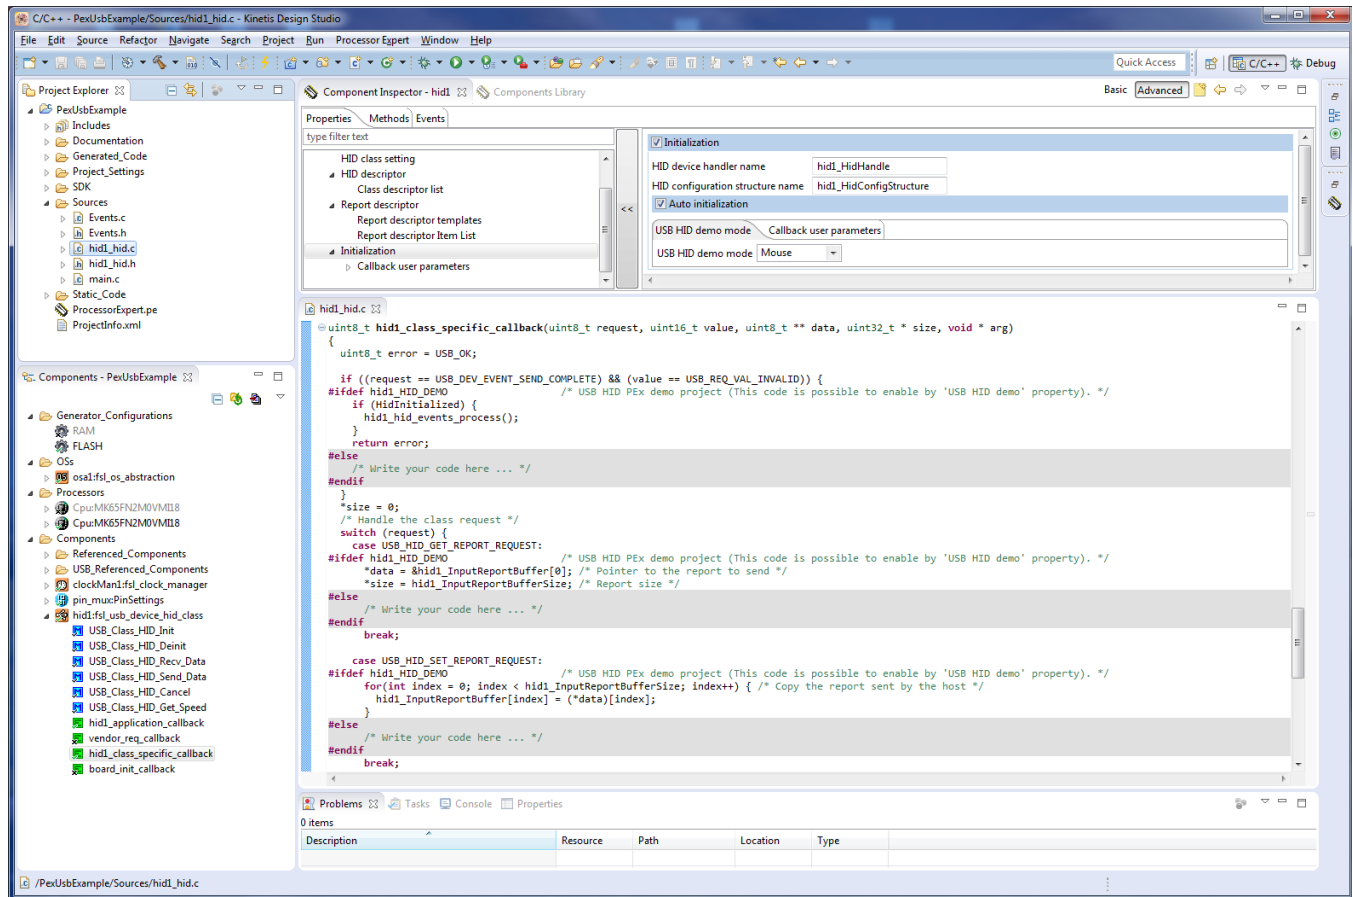 C/C++ - PexUsbExample/Sources/hid1_hid.c - Kinetis Design Studio
File Edit Source Refactor Navigate Search Project Run Processor Expert Window Help
Quick Access
C/C++
Debug
Project Explorer
PexUsbExample
Includes
Documentation
Generated_Code
Project_Settings
SDK
Sources
Events.c
Events.h
hid1_hid.c
hid1_hid.h
main.c
Static_Code
ProcessorExpert.pe
ProjectInfo.xml
Components - PexUsbExample
Generator_Configurations
RAM
FLASH
OSs
osa1:fsl_os_abstraction
Processors
Cpu:MK65FN2M0VMI18
Cpu:MK65FN2M0VMI18
Components
Referenced_Components
USB_Referenced_Components
clockMan1:fsl_clock_manager
pin_mux:PinSettings
hid1:fsl_usb_device_hid_class
USB_Class_HID_Init
USB_Class_HID_Deinit
USB_Class_HID_Recv_Data
USB_Class_HID_Send_Data
USB_Class_HID_Cancel
USB_Class_HID_Get_Speed
hid1_application_callback
vendor_req_callback
hid1_class_specific_callback
board_init_callback
Component Inspector - hid1 Components Library
Basic Advanced
Properties Methods Events
type filter text
HID class setting
HID descriptor
Class descriptor list
Report descriptor
Report descriptor templates
Report descriptor Item List
Initialization
Callback user parameters
<<
Initialization
HID device handler name hid1_HidHandle
HID configuration structure name hid1_HidConfigStructure
Auto initialization
USB HID demo mode Callback user parameters
USB HID demo mode Mouse
hid1_hid.c
uint8_t hid1_class_specific_callback(uint8_t request, uint16_t value, uint8_t ** data, uint32_t * size, void * arg)
{
uint8_t error = USB_OK;
if ((request == USB_DEV_EVENT_SEND_COMPLETE) && (value == USB_REQ_VAL_INVALID)) {
#ifdef hid1_HID_DEMO /* USB HID PEx demo project (This code is possible to enable by 'USB HID demo' property). */
if (HidInitialized) {
hid1_hid_events_process();
}
return error;
#else
/* Write your code here ... */
#endif
}
*size = 0;
/* Handle the class request */
switch (request) {
case USB_HID_GET_REPORT_REQUEST:
#ifdef hid1_HID_DEMO /* USB HID PEx demo project (This code is possible to enable by 'USB HID demo' property). */
*data = &hid1_InputReportBuffer[0]; /* Pointer to the report to send */
*size = hid1_InputReportBufferSize; /* Report size */
#else
/* Write your code here ... */
#endif
break;
case USB_HID_SET_REPORT_REQUEST:
#ifdef hid1_HID_DEMO /* USB HID PEx demo project (This code is possible to enable by 'USB HID demo' property). */
for(int index = 0; index < hid1_InputReportBufferSize; index++) { /* Copy the report sent by the host */
hid1_InputReportBuffer[index] = (*data)[index];
}
#else
/* Write your code here ... */
#endif
break;
Problems Tasks Console Properties
0 items
Description Resource Path Location Type
/PexUsbExample/Sources/hid1_hid.c